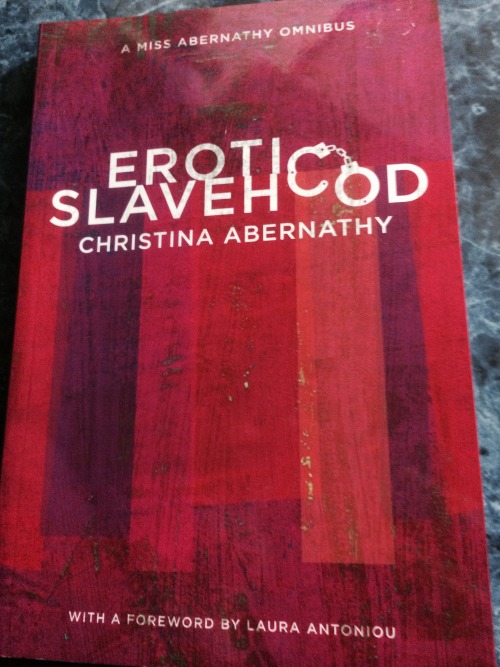 A MISS ABERNATHY OMNIBUS
EROTIC
SLAVEHOOD
CHRISTINA ABERNATHY
WITH A FOREWORD BY LAURA ANTONIOU